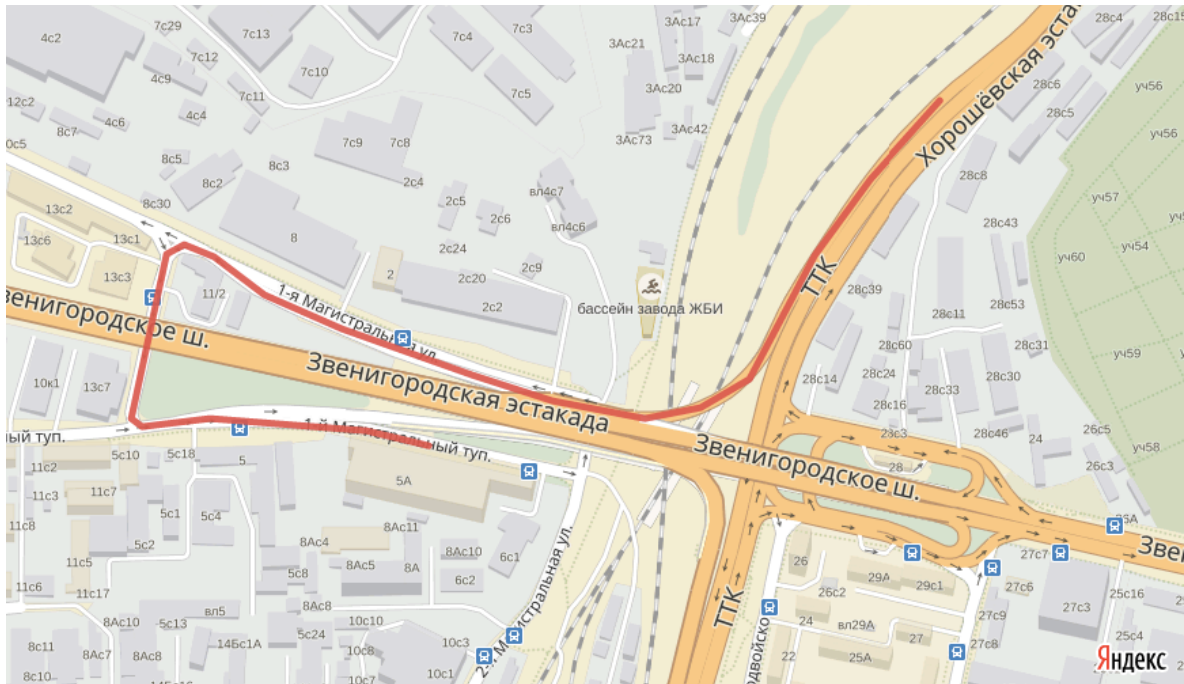 4с2
7с29
7с13
7с12
4с9
7с10
7с11
12с2
4с6
4с4
8с7
7с3
7с4
7с5
3Ас39
3Ас17
3Ас21
3Ас18
3Ас20
3Ас42
3Ас73
28с4
28с15
28с6
28с5
Хорошёвская эстака
уч56
уч56
уч57
уч54
уч60
уч59
уч58
0с5
8с5
8с3
8с2
7с9
7с8
2с4
8с30
13с2
13с1
13с6
13с3
8
11/2
2
2с5
2с6
2с24
2с9
2с20
2с2
вл4с7
вл4с6
бассейн завода ЖБИ
28с8
28с43
28с39
28с53
28с11
28с60
28с31
28с24
28с14
28с33
28с30
28с16
28с3
28с46
28
24
26с5
26с3
26А
ТТК
1-я Магистральная ул.
венигородское ш.
Звенигородская эстакада
Звенигородское ш.
Звен
10к1
13с7
ный туп.
1-й Магистральный туп.
5с10
5с18
5
5А
11с2
11с3
11с7
11с8
5с1
5с4
5с2
11с5
11с6
11с17
8Ас11
8Ас4
8Ас10
8Ас5
8А
5с8
6с1
6с2
8Ас8
вл5
8Ас10
5с13
14Б1А
5с24
10с10
8с11
8Ас7
8Ас8
8с10
10с8
10с7
10с3
10с1
2-я Магистральная ул.
ТТК
одвойско
26
26с2
24
22
29А
29с1
вл29А
25А
27
27с7
27с6
27с9
27с8
27с3
25с16
25с4
Яндекс